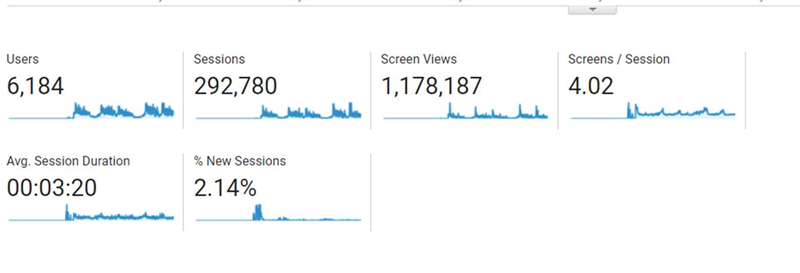 Users
6,184
Sessions
292,780
Screen Views
1,178,187
Screens / Session
4.02
Avg. Session Duration
00:03:20
% New Sessions
2.14%